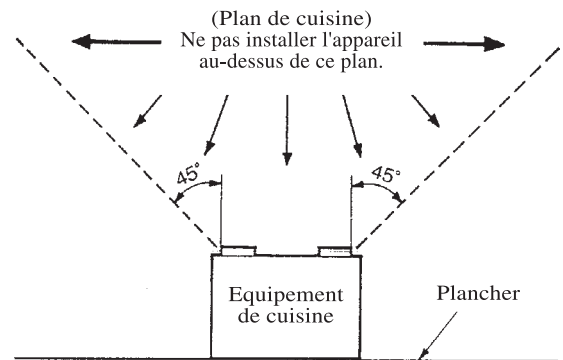 (Plan de cuisine)
Ne pas installer l'appareil
au-dessus de ce plan.
45°
45°
Equipement
de cuisine
Plancher